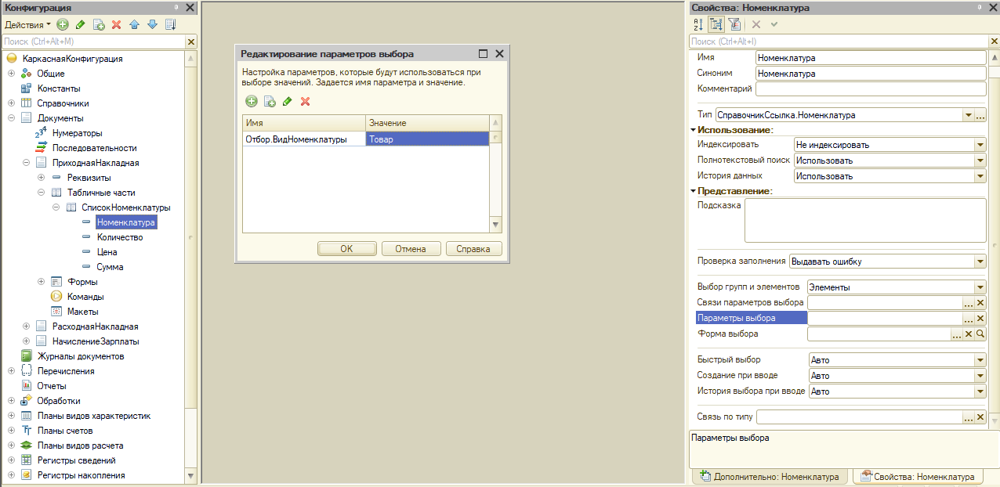 Конфигурация
Действия
Поиск (Ctrl+Alt+M)
КаркаснаяКонфигурация
Общие
Константы
Справочники
Документы
Нумераторы
Последовательности
ПриходнаяНакладная
Реквизиты
Табличные части
СписокНоменклатуры
Номенклатура
Количество
Цена
Сумма
Формы
Команды
Макеты
РасходнаяНакладная
НачислениеЗарплаты
Журналы документов
Перечисления
Отчеты
Обработки
Планы видов характеристик
Планы счетов
Планы видов расчета
Регистры сведений
Регистры накопления
Редактирование параметров выбора
Настройка параметров, которые будут использоваться при
выборе значений. Задается имя параметра и значение.
Имя Значение
Отбор.ВидНоменклатуры Товар
ОК Отмена Справка
Свойства: Номенклатура
Поиск (Ctrl+Alt+I)
Имя Номенклатура
Синоним Номенклатура
Комментарий
Тип СправочникСсылка.Номенклатура
Использование:
Индексировать Не индексировать
Полнотекстовый поиск Использовать
История данных Использовать
Представление:
Подсказка
Проверка заполнения Выдавать ошибку
Выбор групп и элементов Элементы
Связи параметров выбора
Параметры выбора
Форма выбора
Быстрый выбор Авто
Создание при вводе Авто
История выбора при вводе Авто
Связь по типу
Параметры выбора
Дополнительно: Номенклатура Свойства: Номенклатура